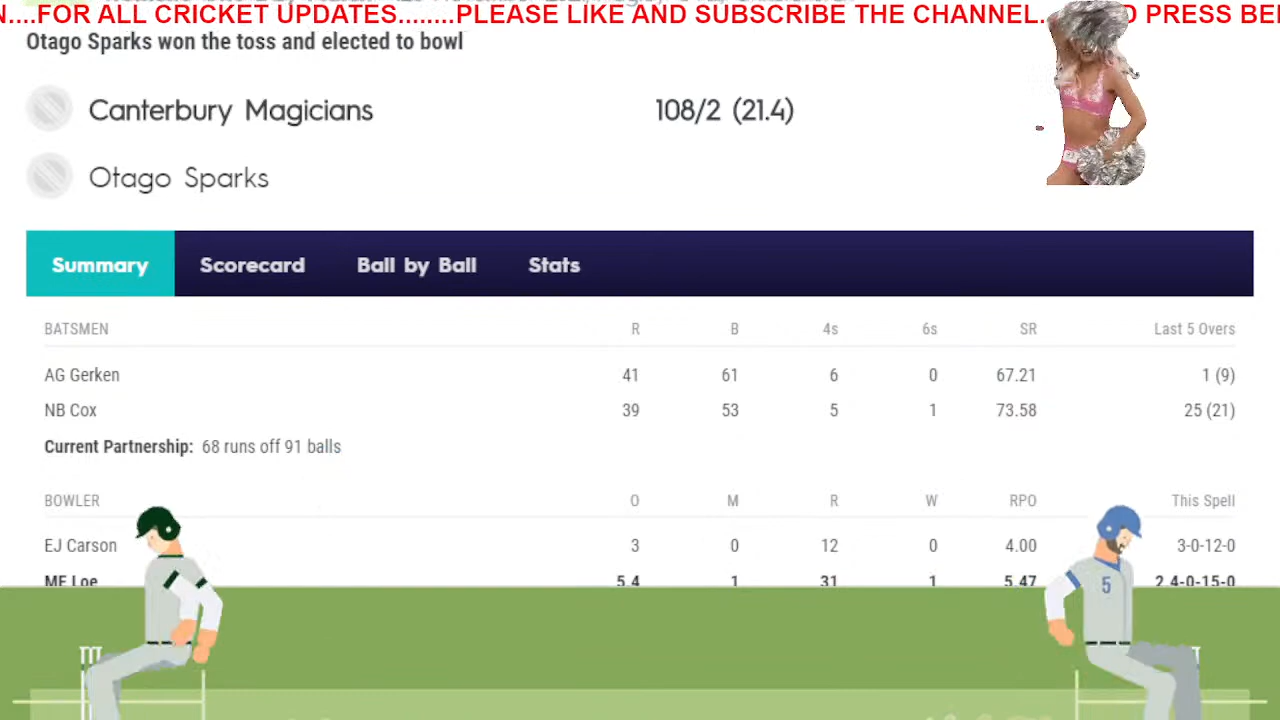 N....FOR ALL CRICKET UPDATES........PLEASE LIKE AND SUBSCRIBE THE CHANNEL. D PRESS BEI
Otago Sparks won the toss and elected to bowl
Canterbury Magicians 108/2 (21.4)
Otago Sparks
Summary Scorecard Ball by Ball Stats
BATSMEN R B 4s 6s SR Last 5 Overs
AG Gerken 41 61 6 0 67.21 1 (9)
NB Cox 39 53 5 1 73.58 25 (21)
Current Partnership: 68 runs off 91 balls
BOWLER O M R W RPO This Spell
EJ Carson 3 0 12 0 4.00 3-0-12-0
MF Loe 5.4 1 31 1 5.47 2.4-0-15-0
5